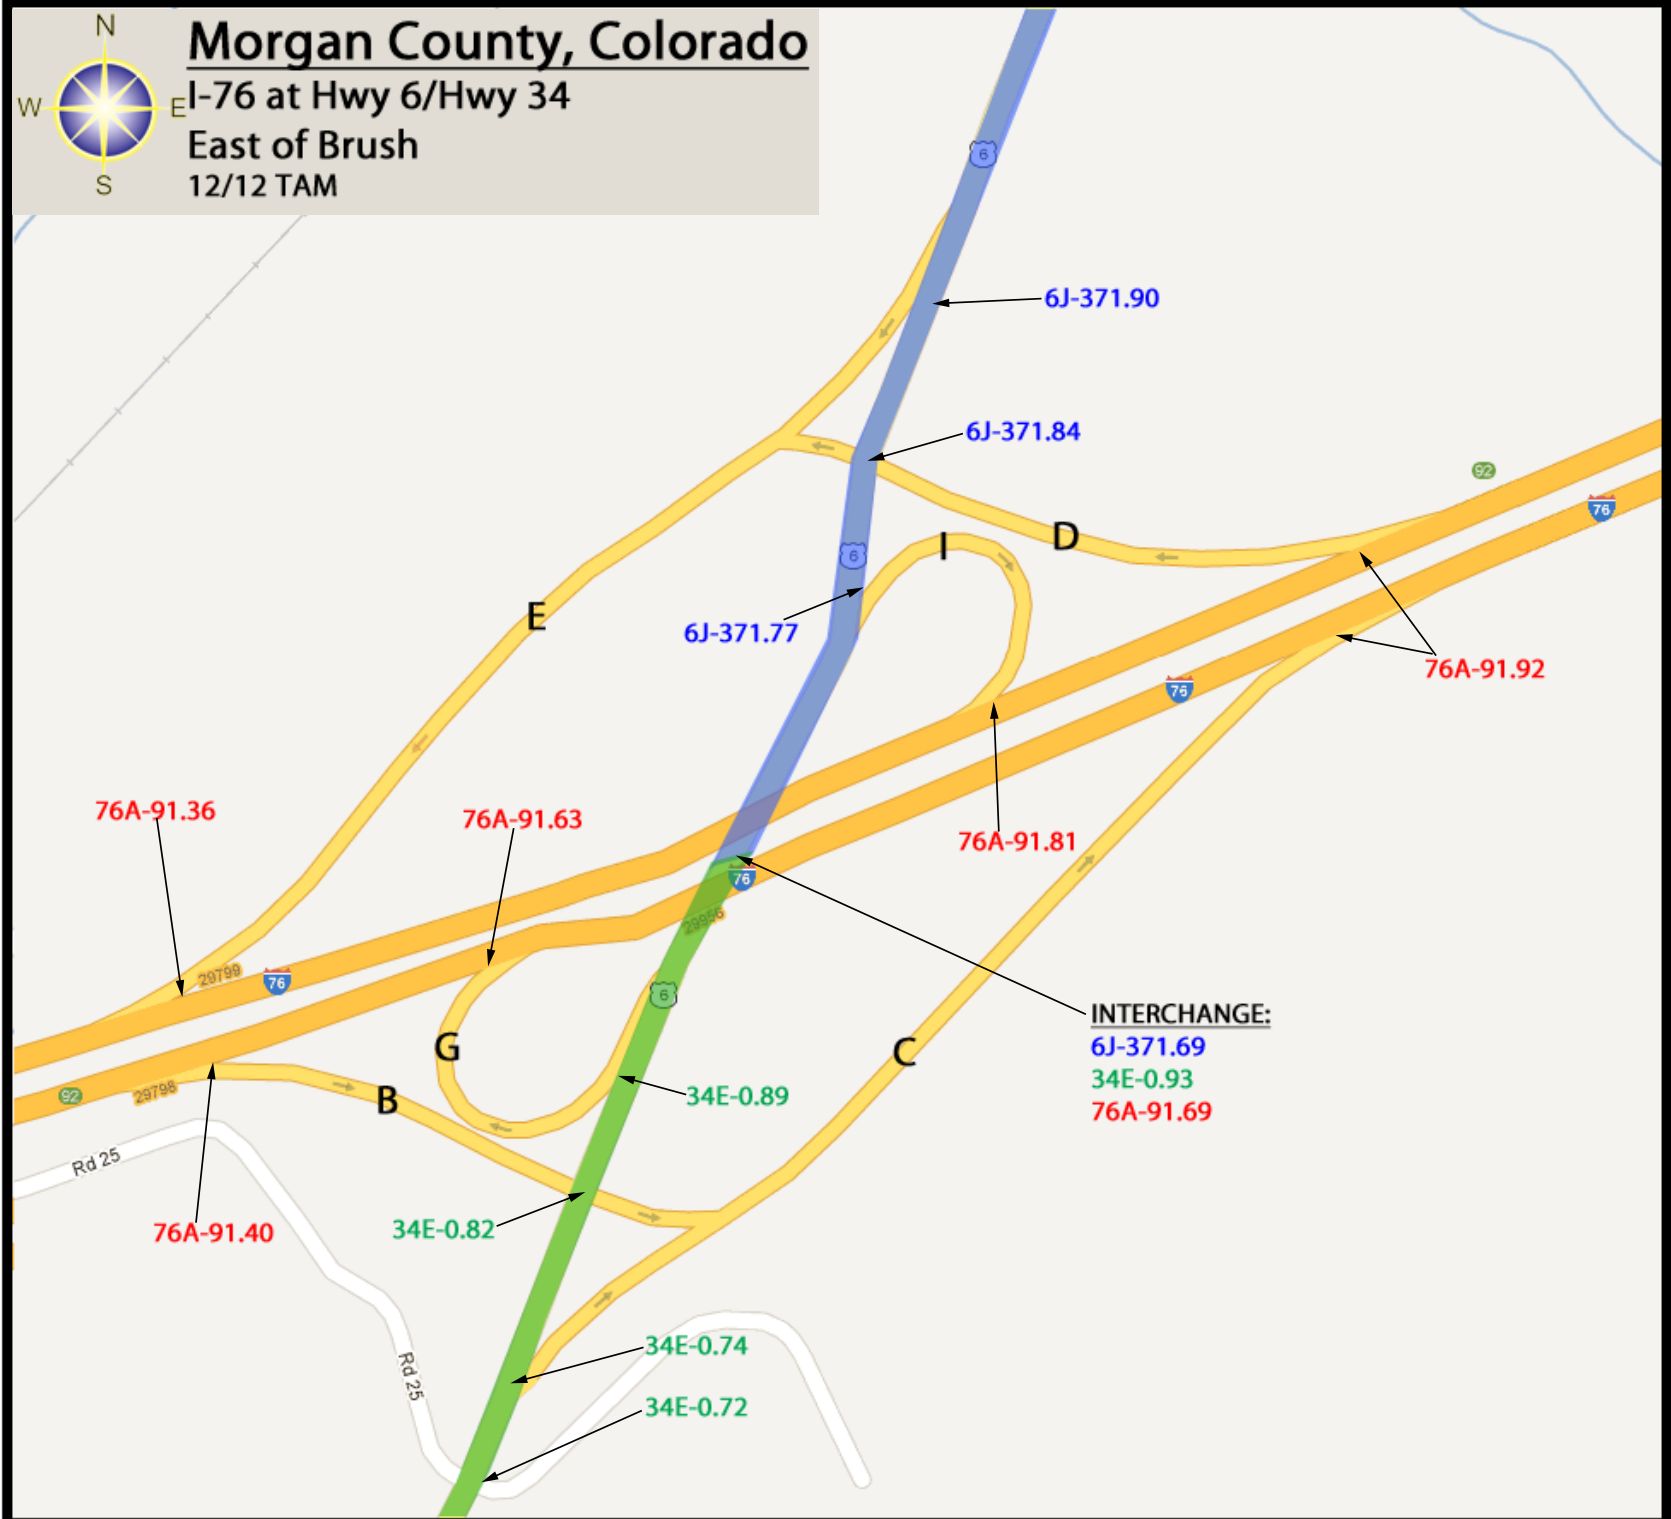 N
W
E
S
Morgan County, Colorado
I-76 at Hwy 6/Hwy 34
East of Brush
12/12 TAM
6
6J-371.90
6J-371.84
92
76
D
I
6
6J-371.77
E
76A-91.92
76
76A-91.36
76A-91.63
76A-91.81
76
29956
29799
76
6
INTERCHANGE:
6J-371.69
34E-0.93
76A-91.69
G
C
92
29798
B
34E-0.89
Rd 25
34E-0.82
76A-91.40
34E-0.74
Rd 25
34E-0.72